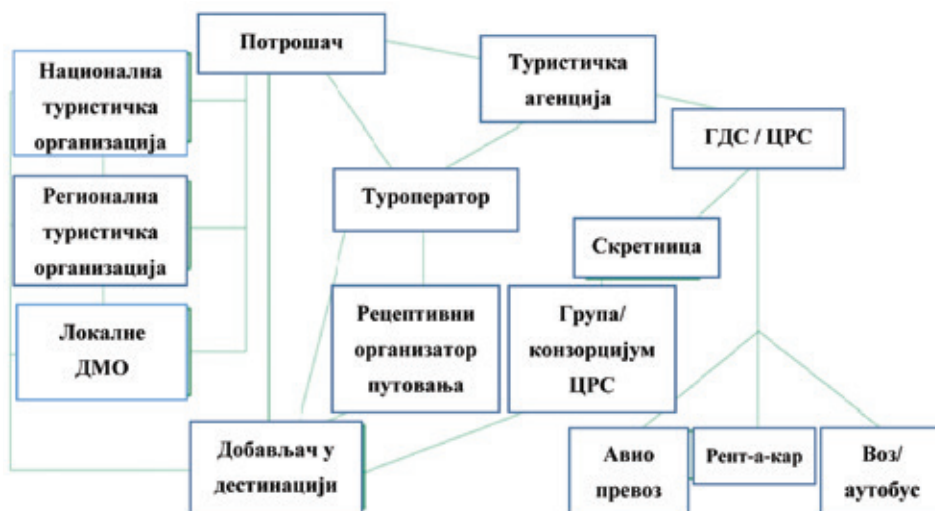 Потрошач
Национална
туристичка
организација
Туристичка
агенција
ГДС / ЦРС
Регионална
туристичка
организација
Туроператор
Скретница
Локалне
ДМО
Рецептивни
организатор
путовања
Група/
конзорцијум
ЦРС
Добављач у
дестинацији
Авио
превоз
Рент-а-кар
Воз/
аутобус